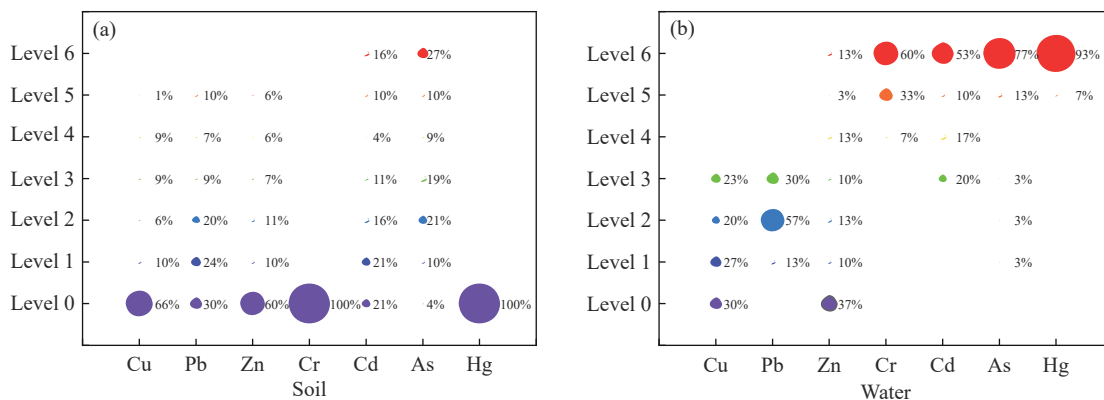 (a)
Level 6 16% 27%
Level 5 1% 10% 6% 10% 10%
Level 4 9% 7% 6% 4% 9%
Level 3 9% 9% 7% 11% 19%
Level 2 6% 20% 11% 16% 21%
Level 1 10% 24% 10% 21% 10%
Level 0 66% 30% 60% 100% 21% 4% 100%
Cu Pb Zn Cr Cd As Hg
Soil
(b)
Level 6 13% 60% 53% 77% 93%
Level 5 3% 33% 10% 13% 7%
Level 4 13% 7% 17%
Level 3 23% 30% 10% 20% 3%
Level 2 20% 57% 13% 3%
Level 1 27% 13% 10% 3%
Level 0 30% 37%
Cu Pb Zn Cr Cd As Hg
Water